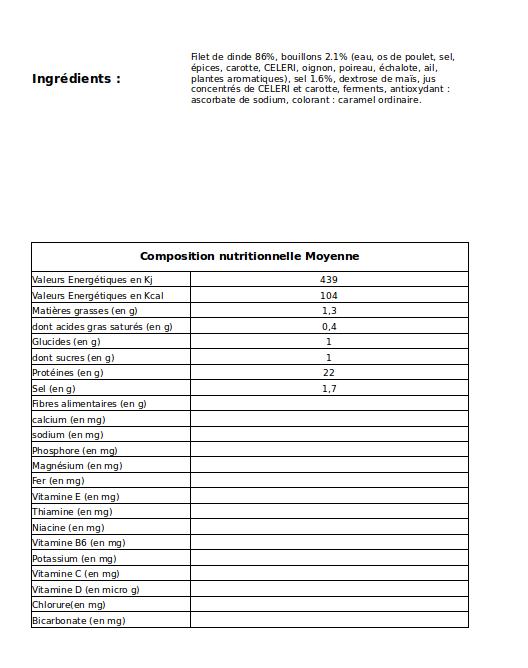 Ingrédients :
Filet de dinde 86%, bouillons 2.1% (eau, os de poulet, sel,
épices, carotte, CELERI, oignon, poireau, échalote, ail,
plantes aromatiques), sel 1.6%, dextrose de maïs, jus
concentrés de CELERI et carotte, ferments, antioxydant :
ascorbate de sodium, colorant : caramel ordinaire.
Composition nutritionnelle Moyenne
Valeurs Energétiques en Kj 439
Valeurs Energétiques en Kcal 104
Matières grasses (en g) 1,3
dont acides gras saturés (en g) 0,4
Glucides (en g) 1
dont sucres (en g) 1
Protéines (en g) 22
Sel (en g) 1,7
Fibres alimentaires (en g)
calcium (en mg)
sodium (en mg)
Phosphore (en mg)
Magnésium (en mg)
Fer (en mg)
Vitamine E (en mg)
Thiamine (en mg)
Niacine (en mg)
Vitamine B6 (en mg)
Potassium (en mg)
Vitamine C (en mg)
Vitamine D (en micro g)
Chlorure(en mg)
Bicarbonate (en mg)